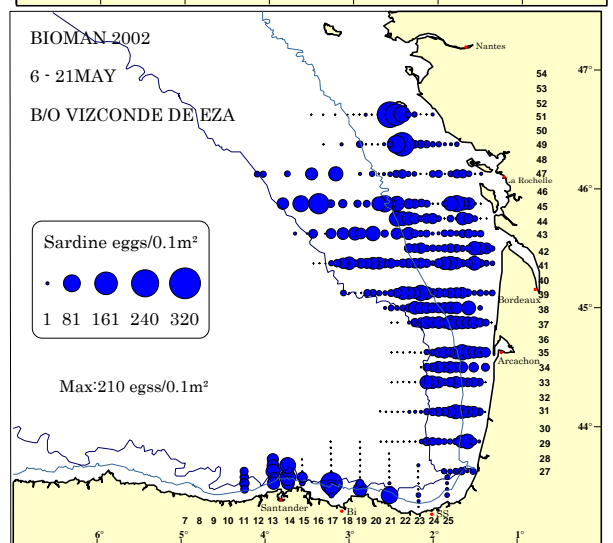 BIOMAN 2002
6 - 21MAY
B/O VIZCONDE DE EZA
Nantes
47°
54
53
52
51
50
49
48
47
La Rochelle
46
46°
45
44
43
42
41
40
39
Bordeaux
45°
38
37
36
35
Arcachon
34
33
32
31
44°
30
29
28
27
Sardine eggs/0.1m²
1 81 161 240 320
Max:210 egss/0.1m²
Santander
Bi
SS
7 8 9 10 11 12 13 14 15 16 17 18 19 20 21 22 23 24 25
6° 5° 4° 3° 2° 1°